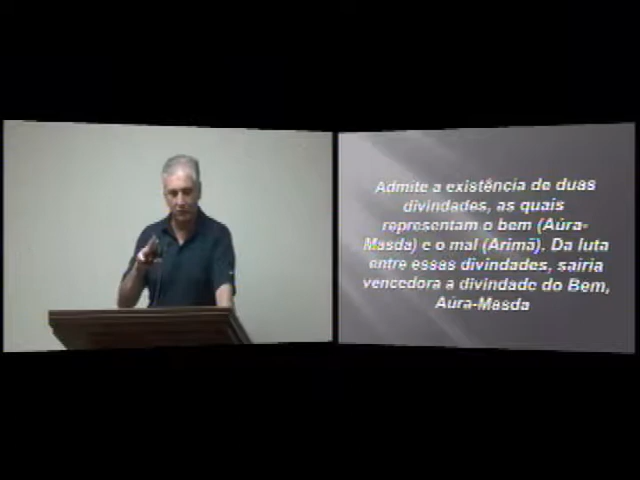 Admite a existência de duas
divindades, as quais
representam o bem (Aúra-
Masda) e o mal (Arimã). Da luta
entre essas divindades, sairia
vencedora a divindade do Bem,
Aúra-Masda